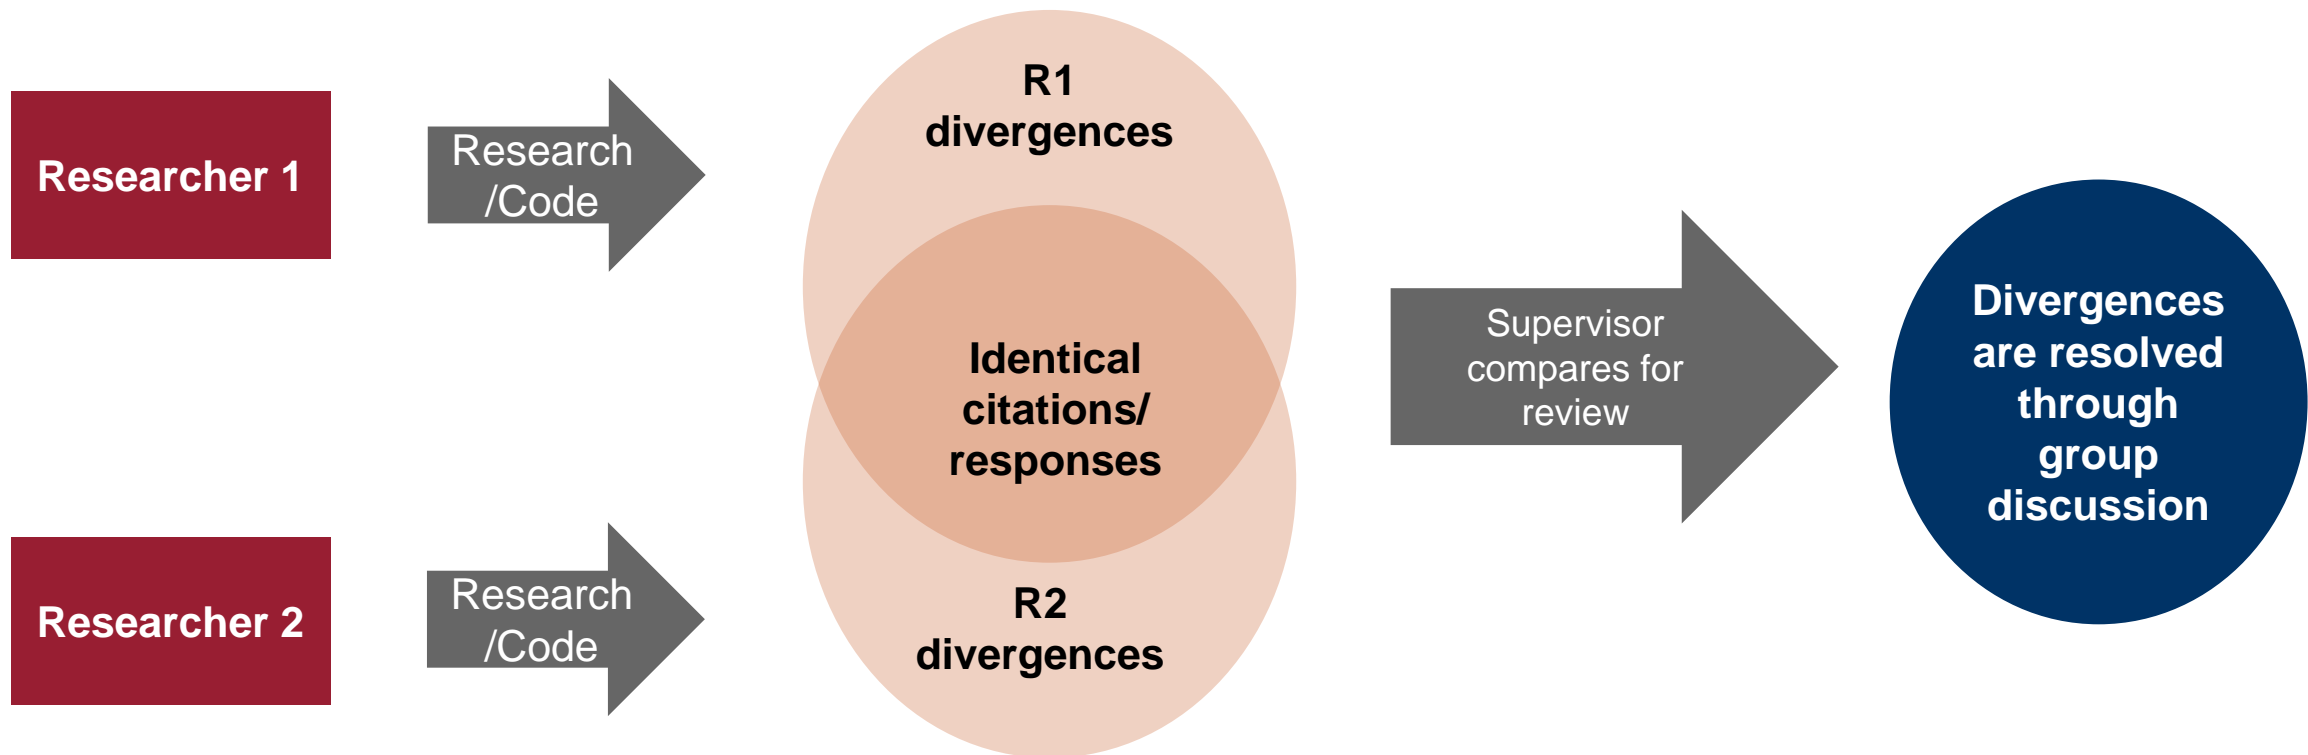 Researcher 1
Research
/Code
R1
divergences
Identical
citations/
responses
Researcher 2
Research
/Code
R2
divergences
Supervisor
compares for
review
Divergences
are resolved
through
group
discussion